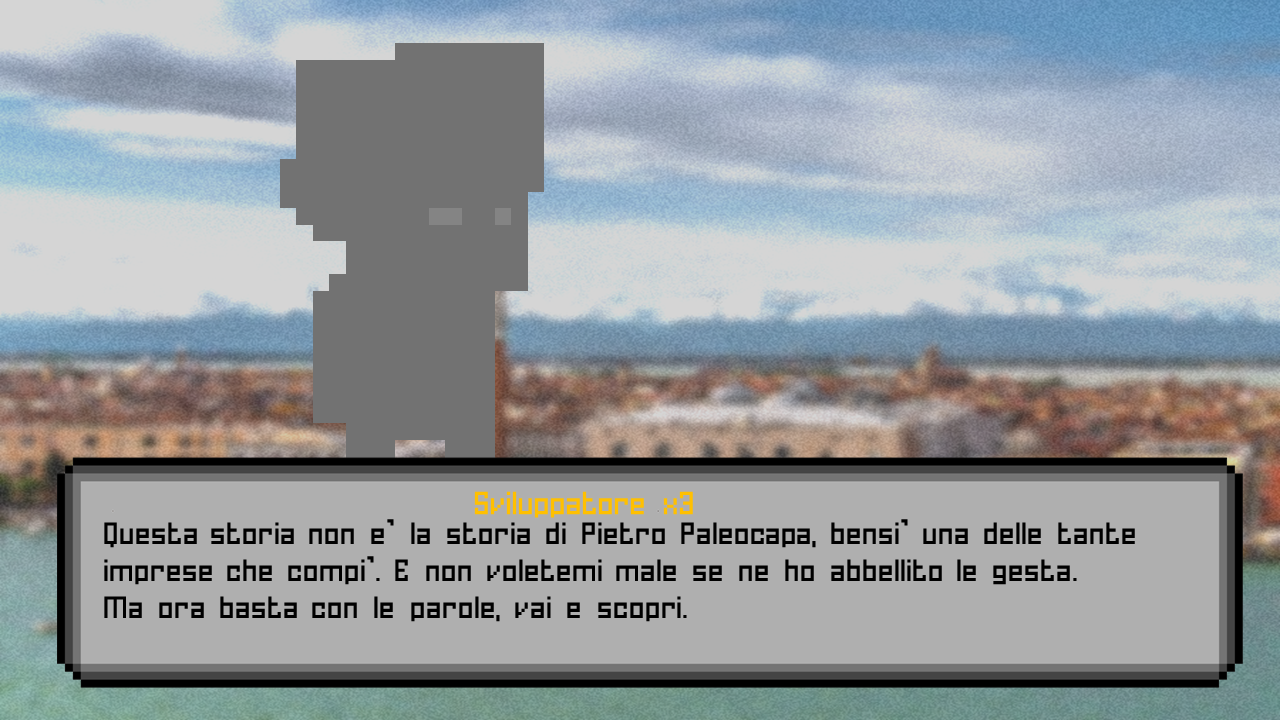 Sviluppatore x3
Questa storia non e` la storia di Pietro Paleocapa, bensi` una delle tante
imprese che compi`. E non voletemi male se ne ho abbellito le gesta.
Ma ora basta con le parole, vai e scopri.